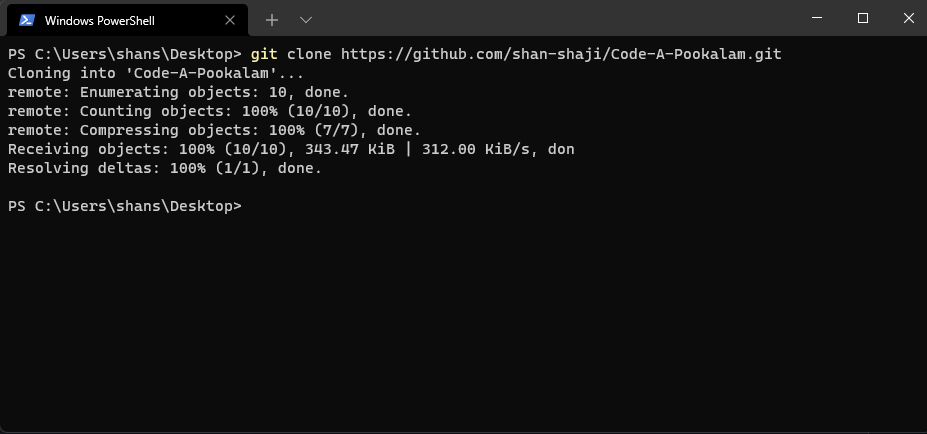 Windows PowerShell
PS C:\Users\shans\Desktop> git clone https://github.com/shan-shaji/Code-A-Pookalam.git
Cloning into 'Code-A-Pookalam'...
remote: Enumerating objects: 10, done.
remote: Counting objects: 100% (10/10), done.
remote: Compressing objects: 100% (7/7), done.
Receiving objects: 100% (10/10), 343.47 KiB | 312.00 KiB/s, don
Resolving deltas: 100% (1/1), done.
PS C:\Users\shans\Desktop>